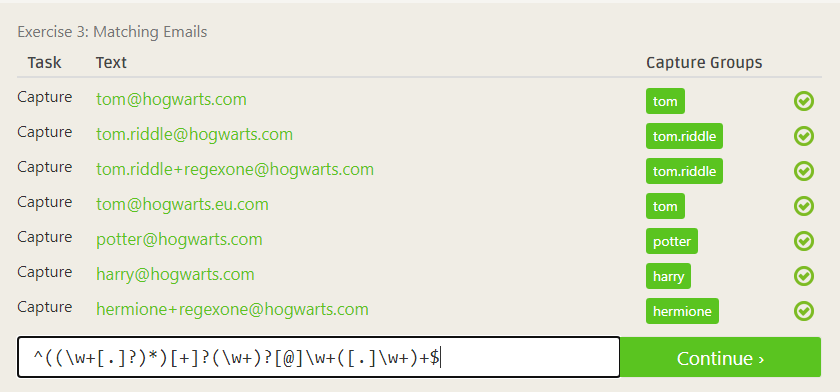 Exercise 3: Matching Emails
Task Text Capture Groups
Capture tom@hogwarts.com tom
Capture tom.riddle@hogwarts.com tom.riddle
Capture tom.riddle+regexone@hogwarts.com tom.riddle
Capture tom@hogwarts.eu.com tom
Capture potter@hogwarts.com potter
Capture harry@hogwarts.com harry
Capture hermione+regexone@hogwarts.com hermione
^((\w+[.]?)*)[+]?(\w+)?[@]\w+([.]\w+)+$ Continue ›